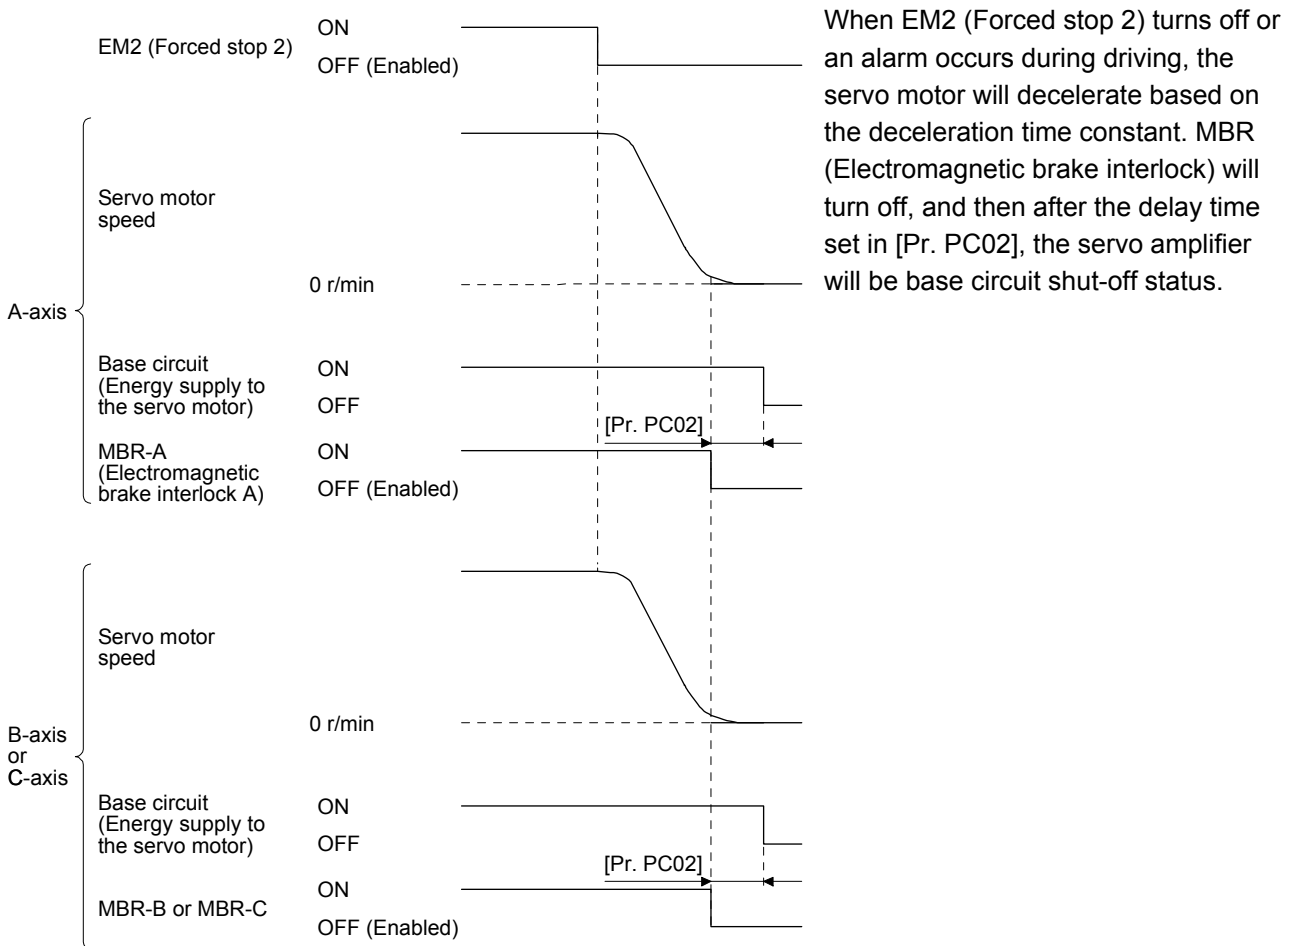 EM2 (Forced stop 2)
ON
OFF (Enabled)
When EM2 (Forced stop 2) turns off or
an alarm occurs during driving, the
servo motor will decelerate based on
the deceleration time constant. MBR
(Electromagnetic brake interlock) will
turn off, and then after the delay time
set in [Pr. PC02], the servo amplifier
will be base circuit shut-off status.
A-axis
Servo motor
speed
0 r/min
Base circuit
(Energy supply to
the servo motor)
ON
OFF
[Pr. PC02]
MBR-A
(Electromagnetic
brake interlock A)
ON
OFF (Enabled)
B-axis
or
C-axis
Servo motor
speed
0 r/min
Base circuit
(Energy supply to
the servo motor)
ON
OFF
[Pr. PC02]
MBR-B or MBR-C
ON
OFF (Enabled)